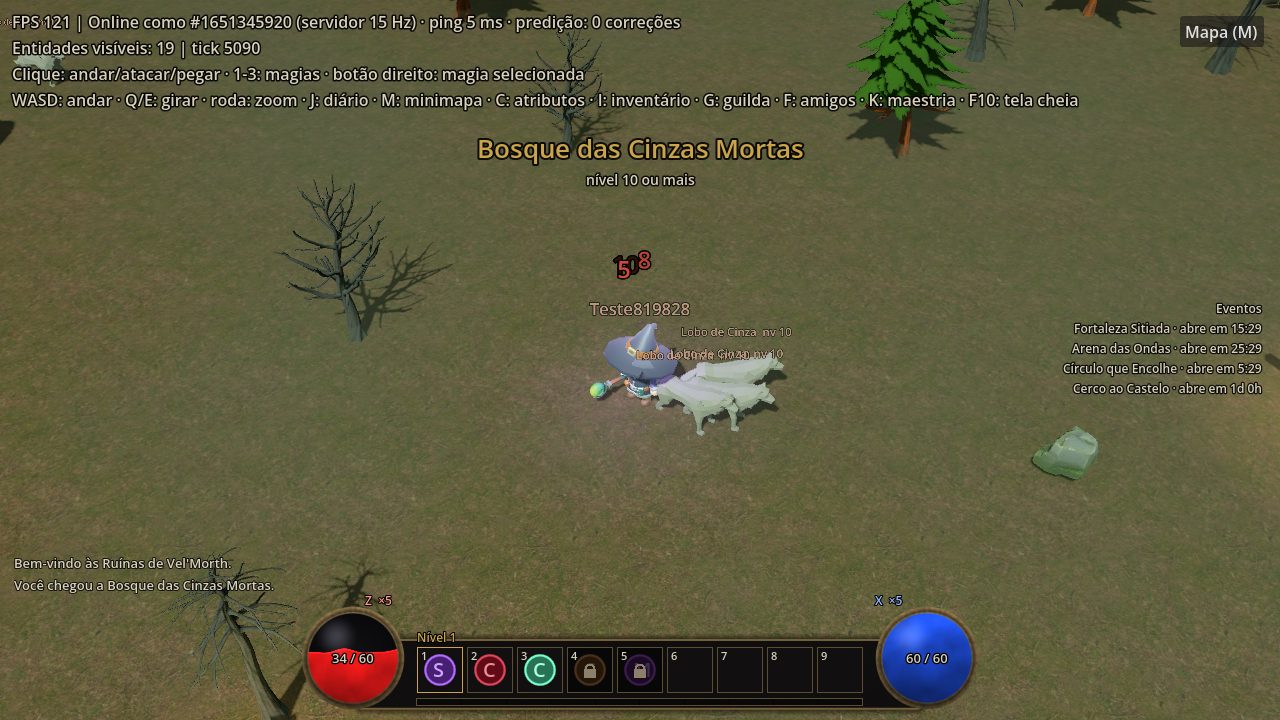 FPS 121 | Online como #1651345920 (servidor 15 Hz) · ping 5 ms · predição: 0 correções
Entidades visíveis: 19 | tick 5090
Clique: andar/atacar/pegar · 1-3: magias · botão direito: magia selecionada
WASD: andar · Q/E: girar · roda: zoom · J: diário · M: minimapa · C: atributos · I: inventário · G: guilda · F: amigos · K: maestria · F10: tela cheia
Mapa (M)
Bosque das Cinzas Mortas
nível 10 ou mais
5
8
Teste819828
Lobo de Cinza nv 10
Eventos
Fortaleza Sitiada · abre em 15:29
Arena das Ondas · abre em 25:29
Círculo que Encolhe · abre em 5:29
Cerco ao Castelo · abre em 1d 0h
Bem-vindo às Ruínas de Vel'Morth.
Você chegou a Bosque das Cinzas Mortas.
Z ×5
X ×5
Nível 1
34 / 60
1 2 3 4 5 6 7 8 9
S C C
60 / 60